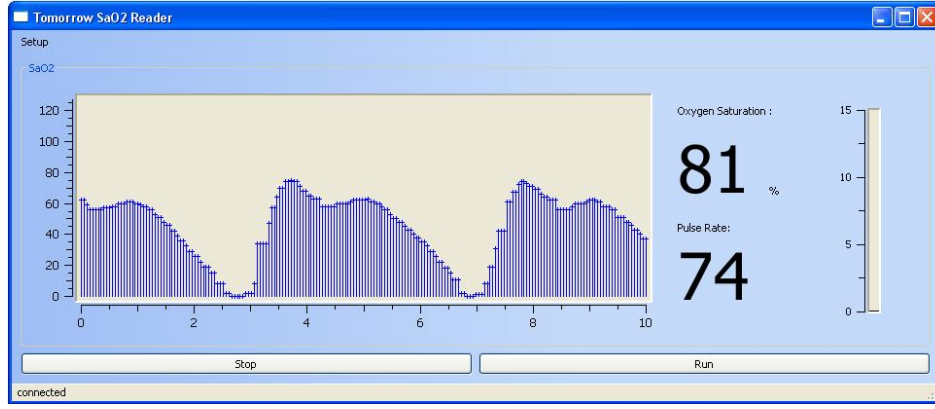 Tomorrow SaO2 Reader
Setup
SaO2
120
100
80
60
40
20
0
0 2 4 6 8 10
Oxygen Saturation :
81 %
Pulse Rate:
74
15
10
5
0
Stop Run
connected